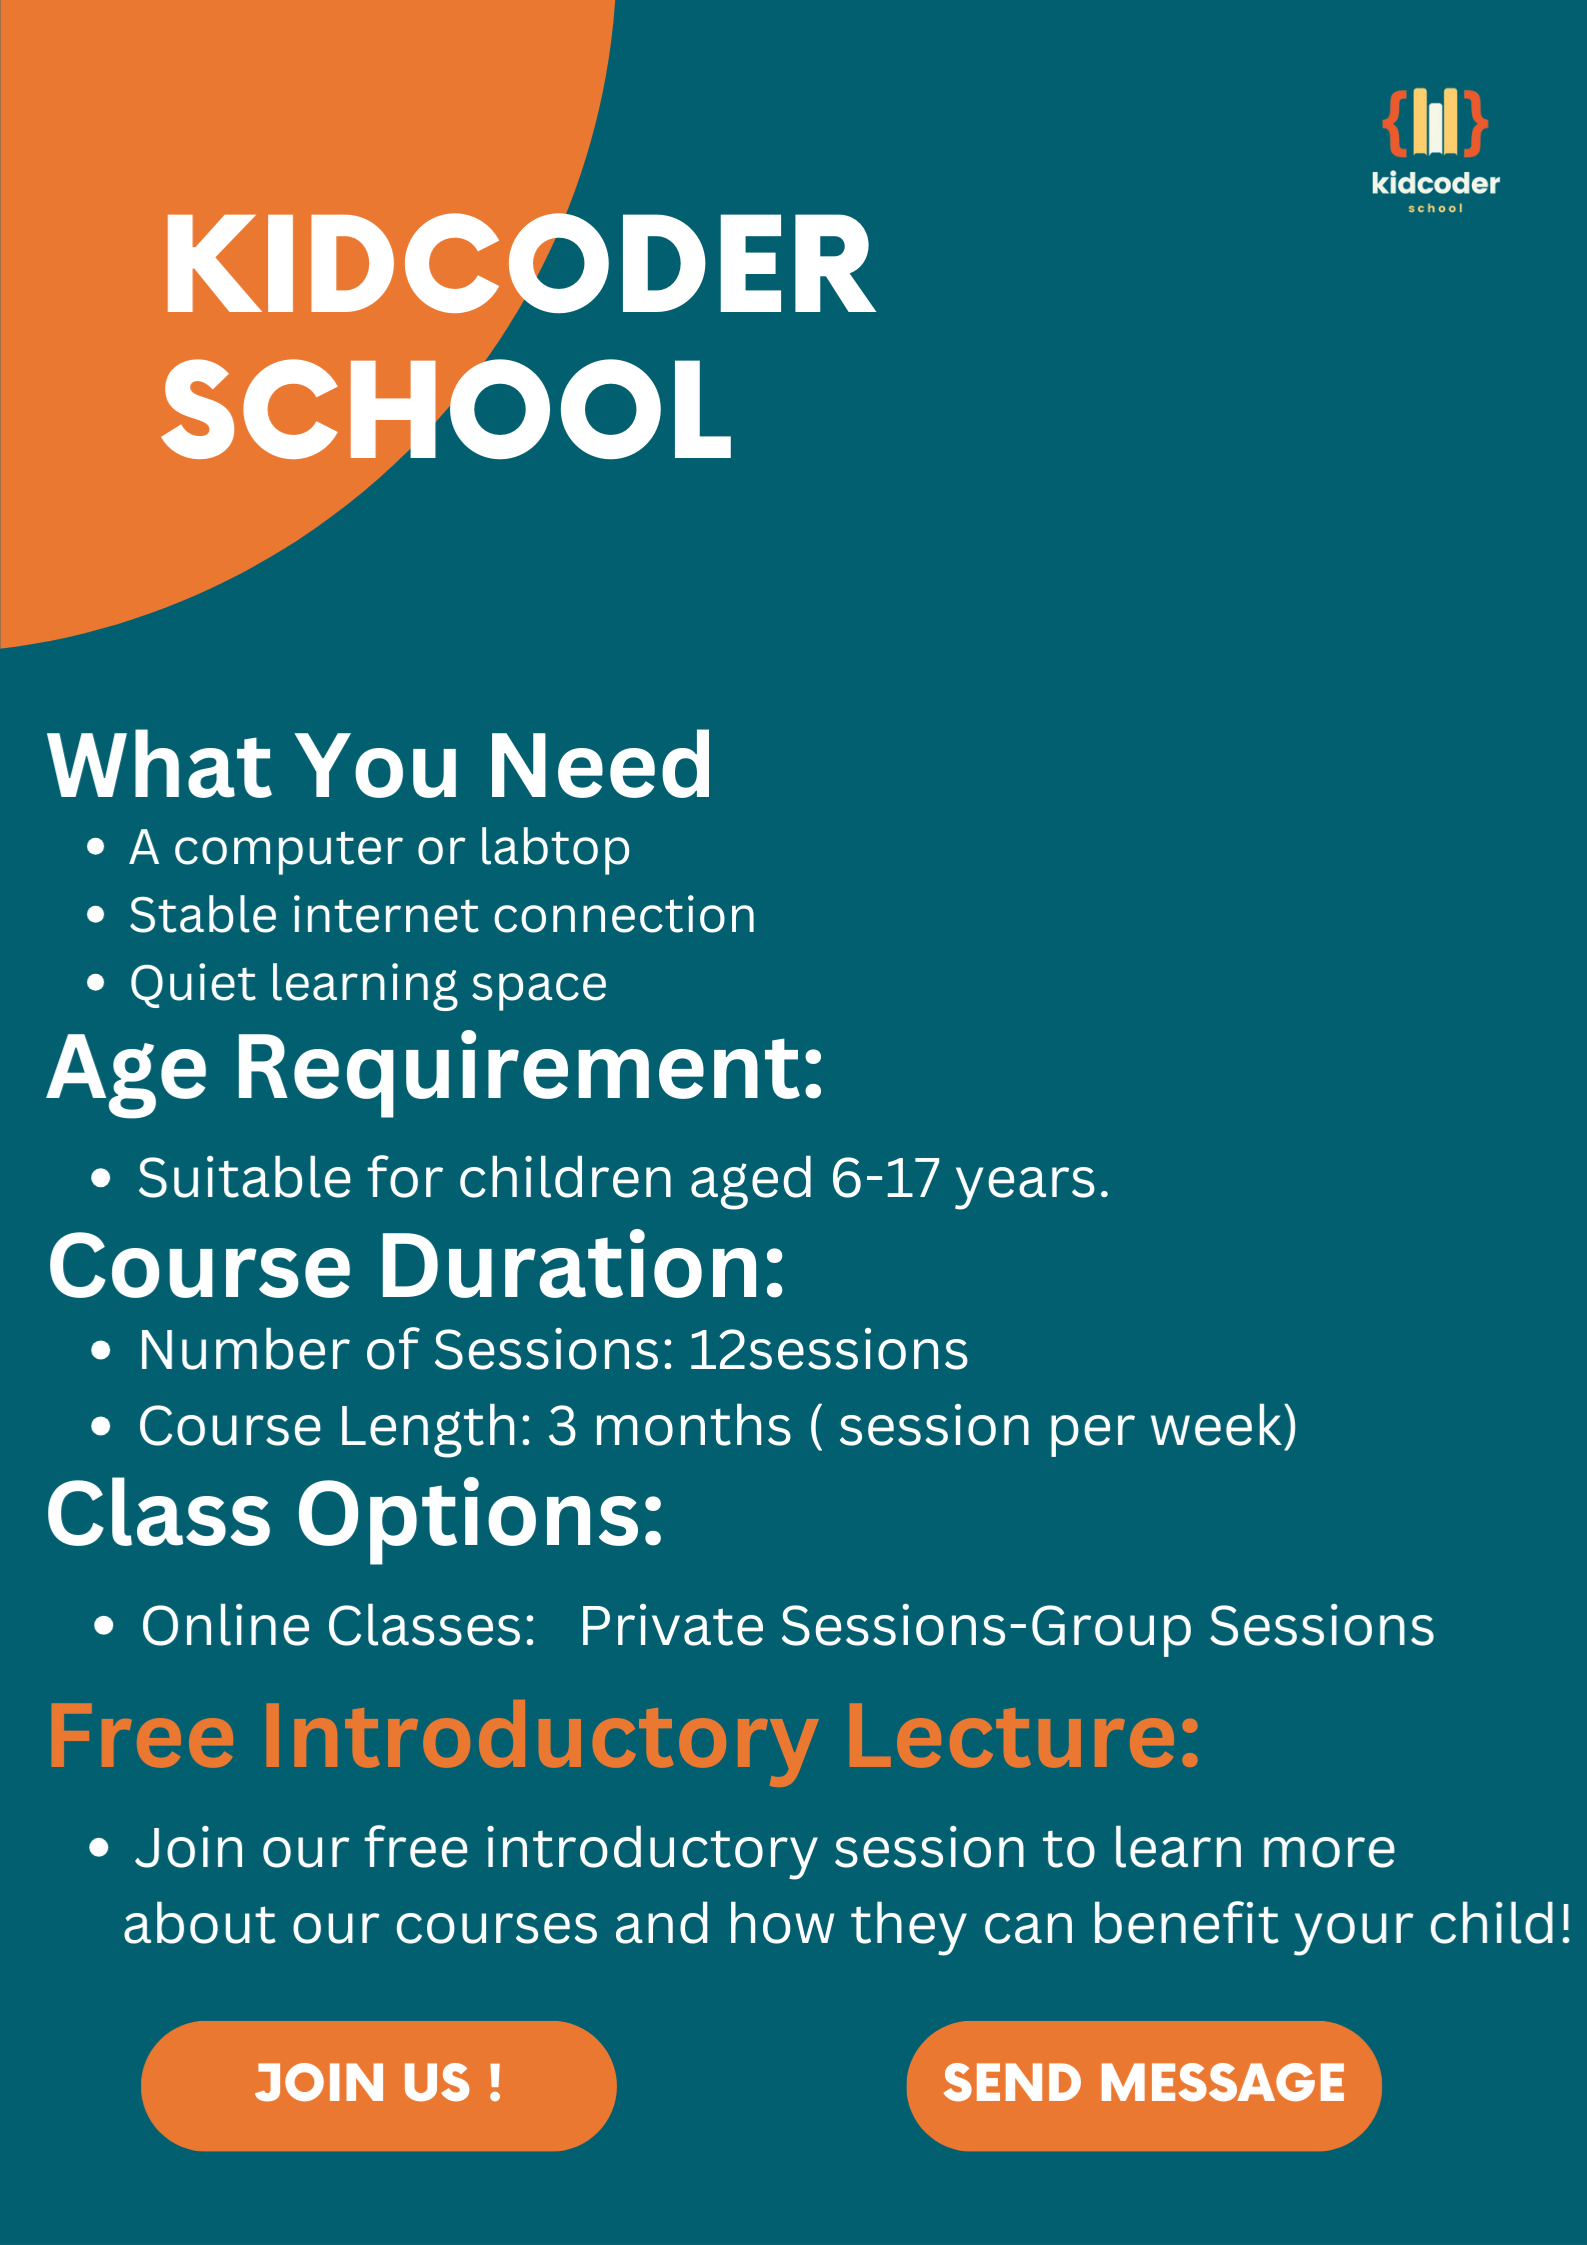 kidcoder
school
KIDCODER
SCHOOL
What You Need
• A computer or labtop
• Stable internet connection
• Quiet learning space
Age Requirement:
• Suitable for children aged 6-17 years.
Course Duration:
• Number of Sessions: 12sessions
• Course Length: 3 months ( session per week)
Class Options:
• Online Classes:   Private Sessions-Group Sessions
Free Introductory Lecture:
• Join our free introductory session to learn more
about our courses and how they can benefit your child!
JOIN US !
SEND MESSAGE